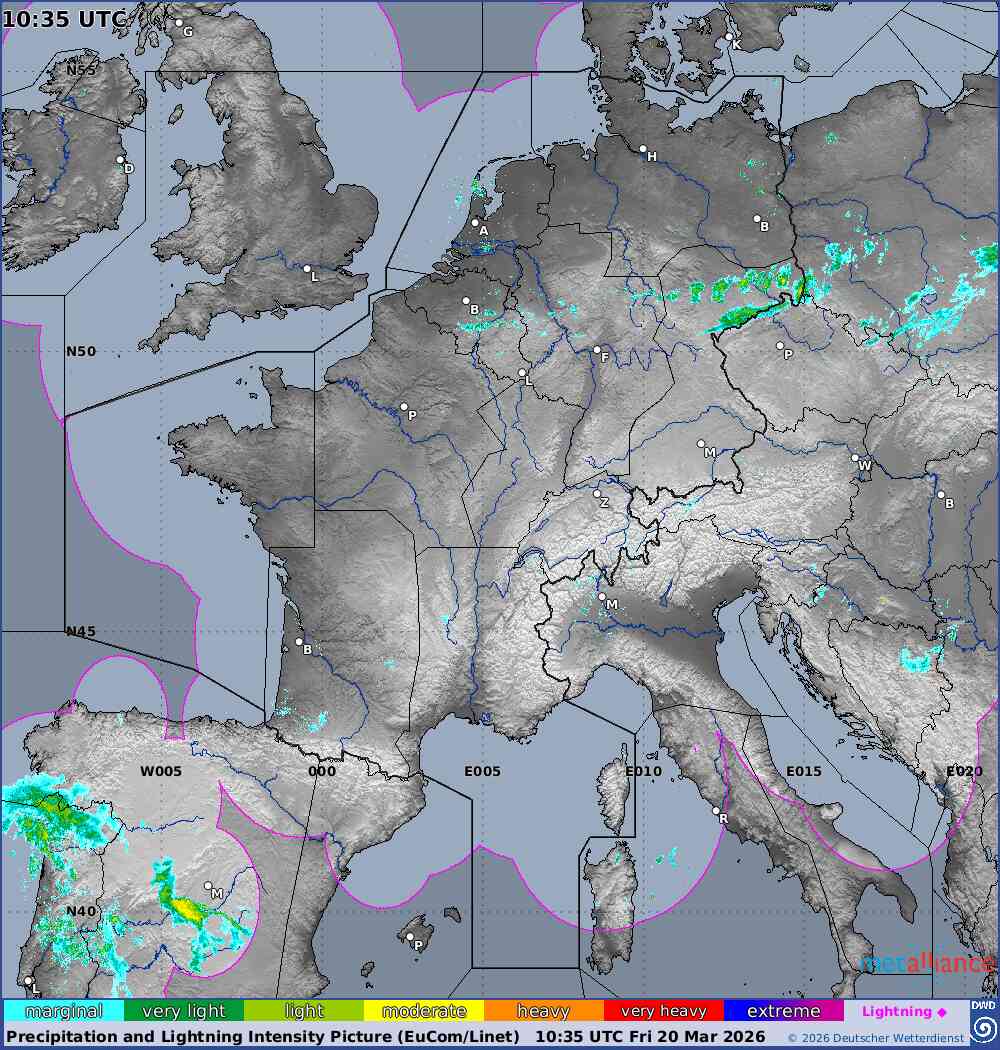 10:35 UTC
G
K
N55
D
H
A
B
L
B
N50
F
P
L
P
M
W
Z
B
M
N45
B
W005
000
E005
E010
E015
E020
R
M
N40
P
L
metalliance
marginal very light light moderate heavy very heavy extreme Lightning ◆
DWD
Precipitation and Lightning Intensity Picture (EuCom/Linet) 10:35 UTC Fri 20 Mar 2026 © 2026 Deutscher Wetterdienst